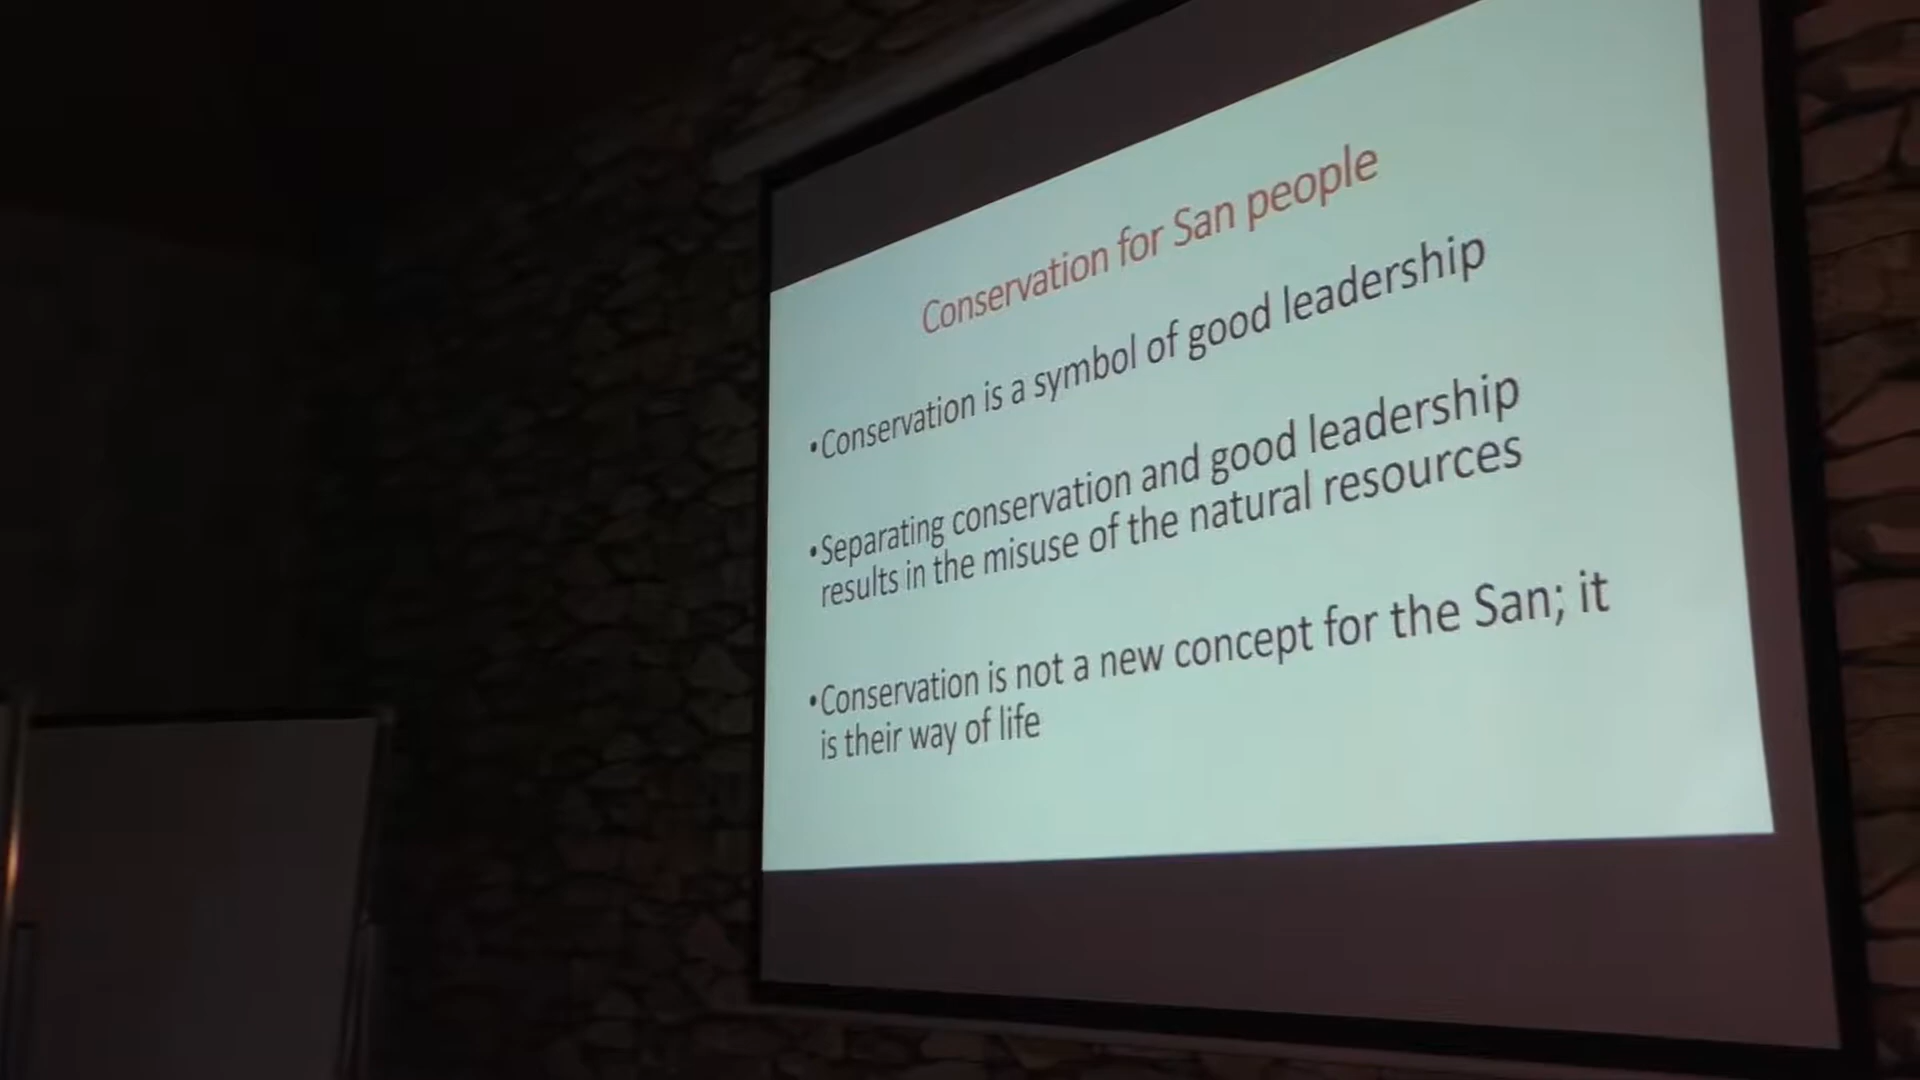 Conservation for San people
•Conservation is a symbol of good leadership
•Separating conservation and good leadership
results in the misuse of the natural resources
•Conservation is not a new concept for the San; it
is their way of life